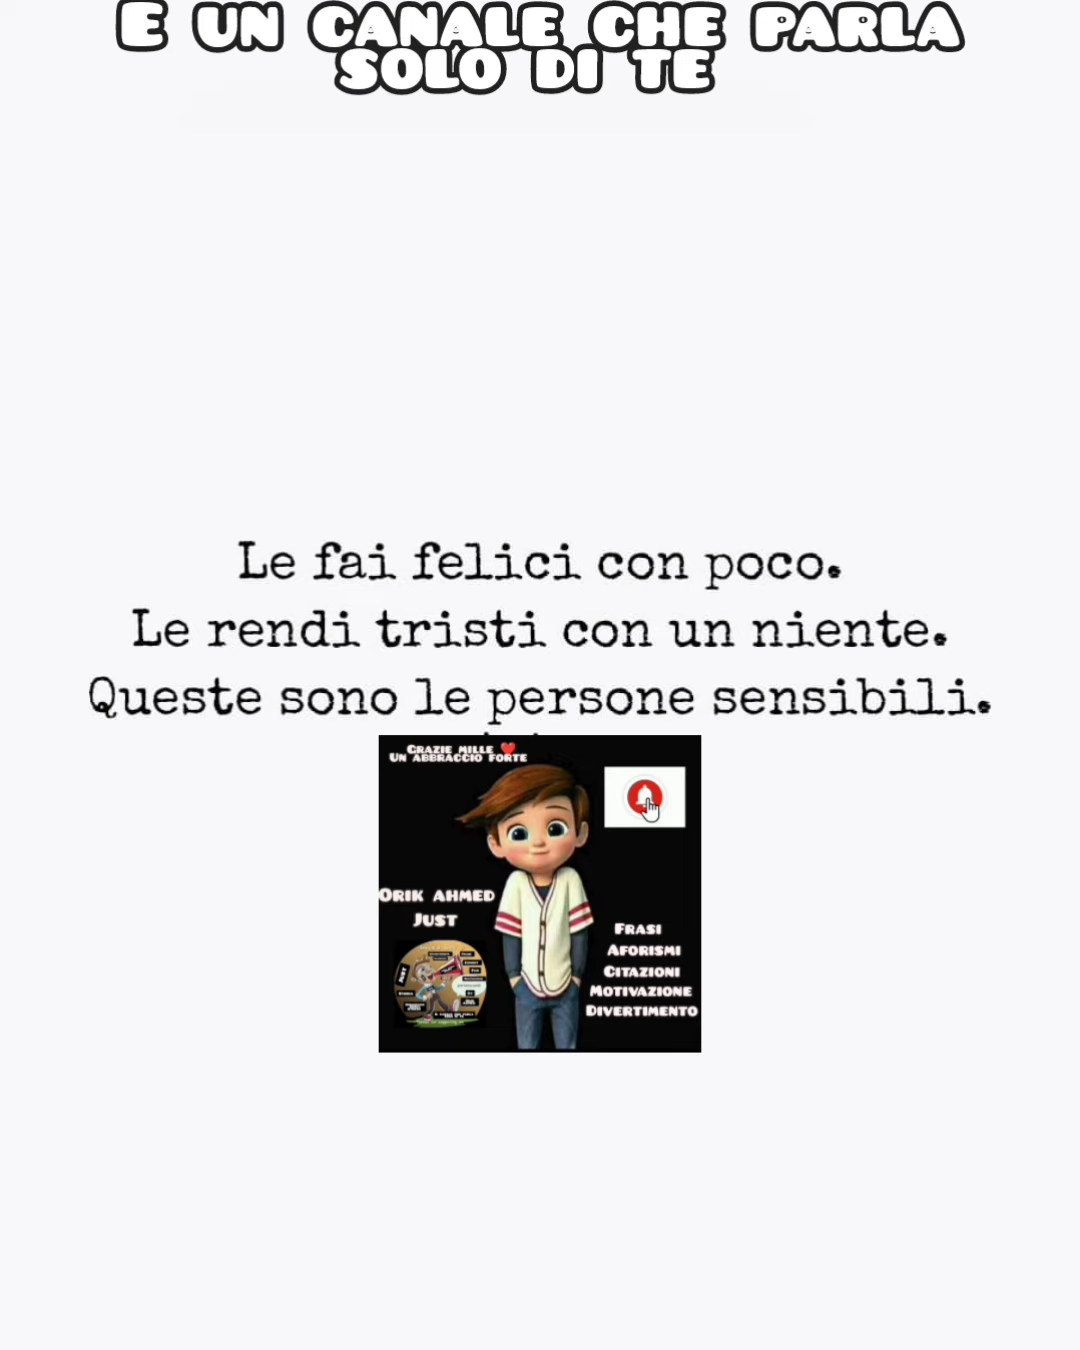 E UN CANALE CHE PARLA
SOLO DI TE
Le fai felici con poco.
Le rendi tristi con un niente.
Queste sono le persone sensibili.
GRAZIE MILLE ❤️
UN ABBRACCIO FORTE
ORIK AHMED
JUST
FRASI
AFORISMI
CITAZIONI
MOTIVAZIONE
DIVERTIMENTO